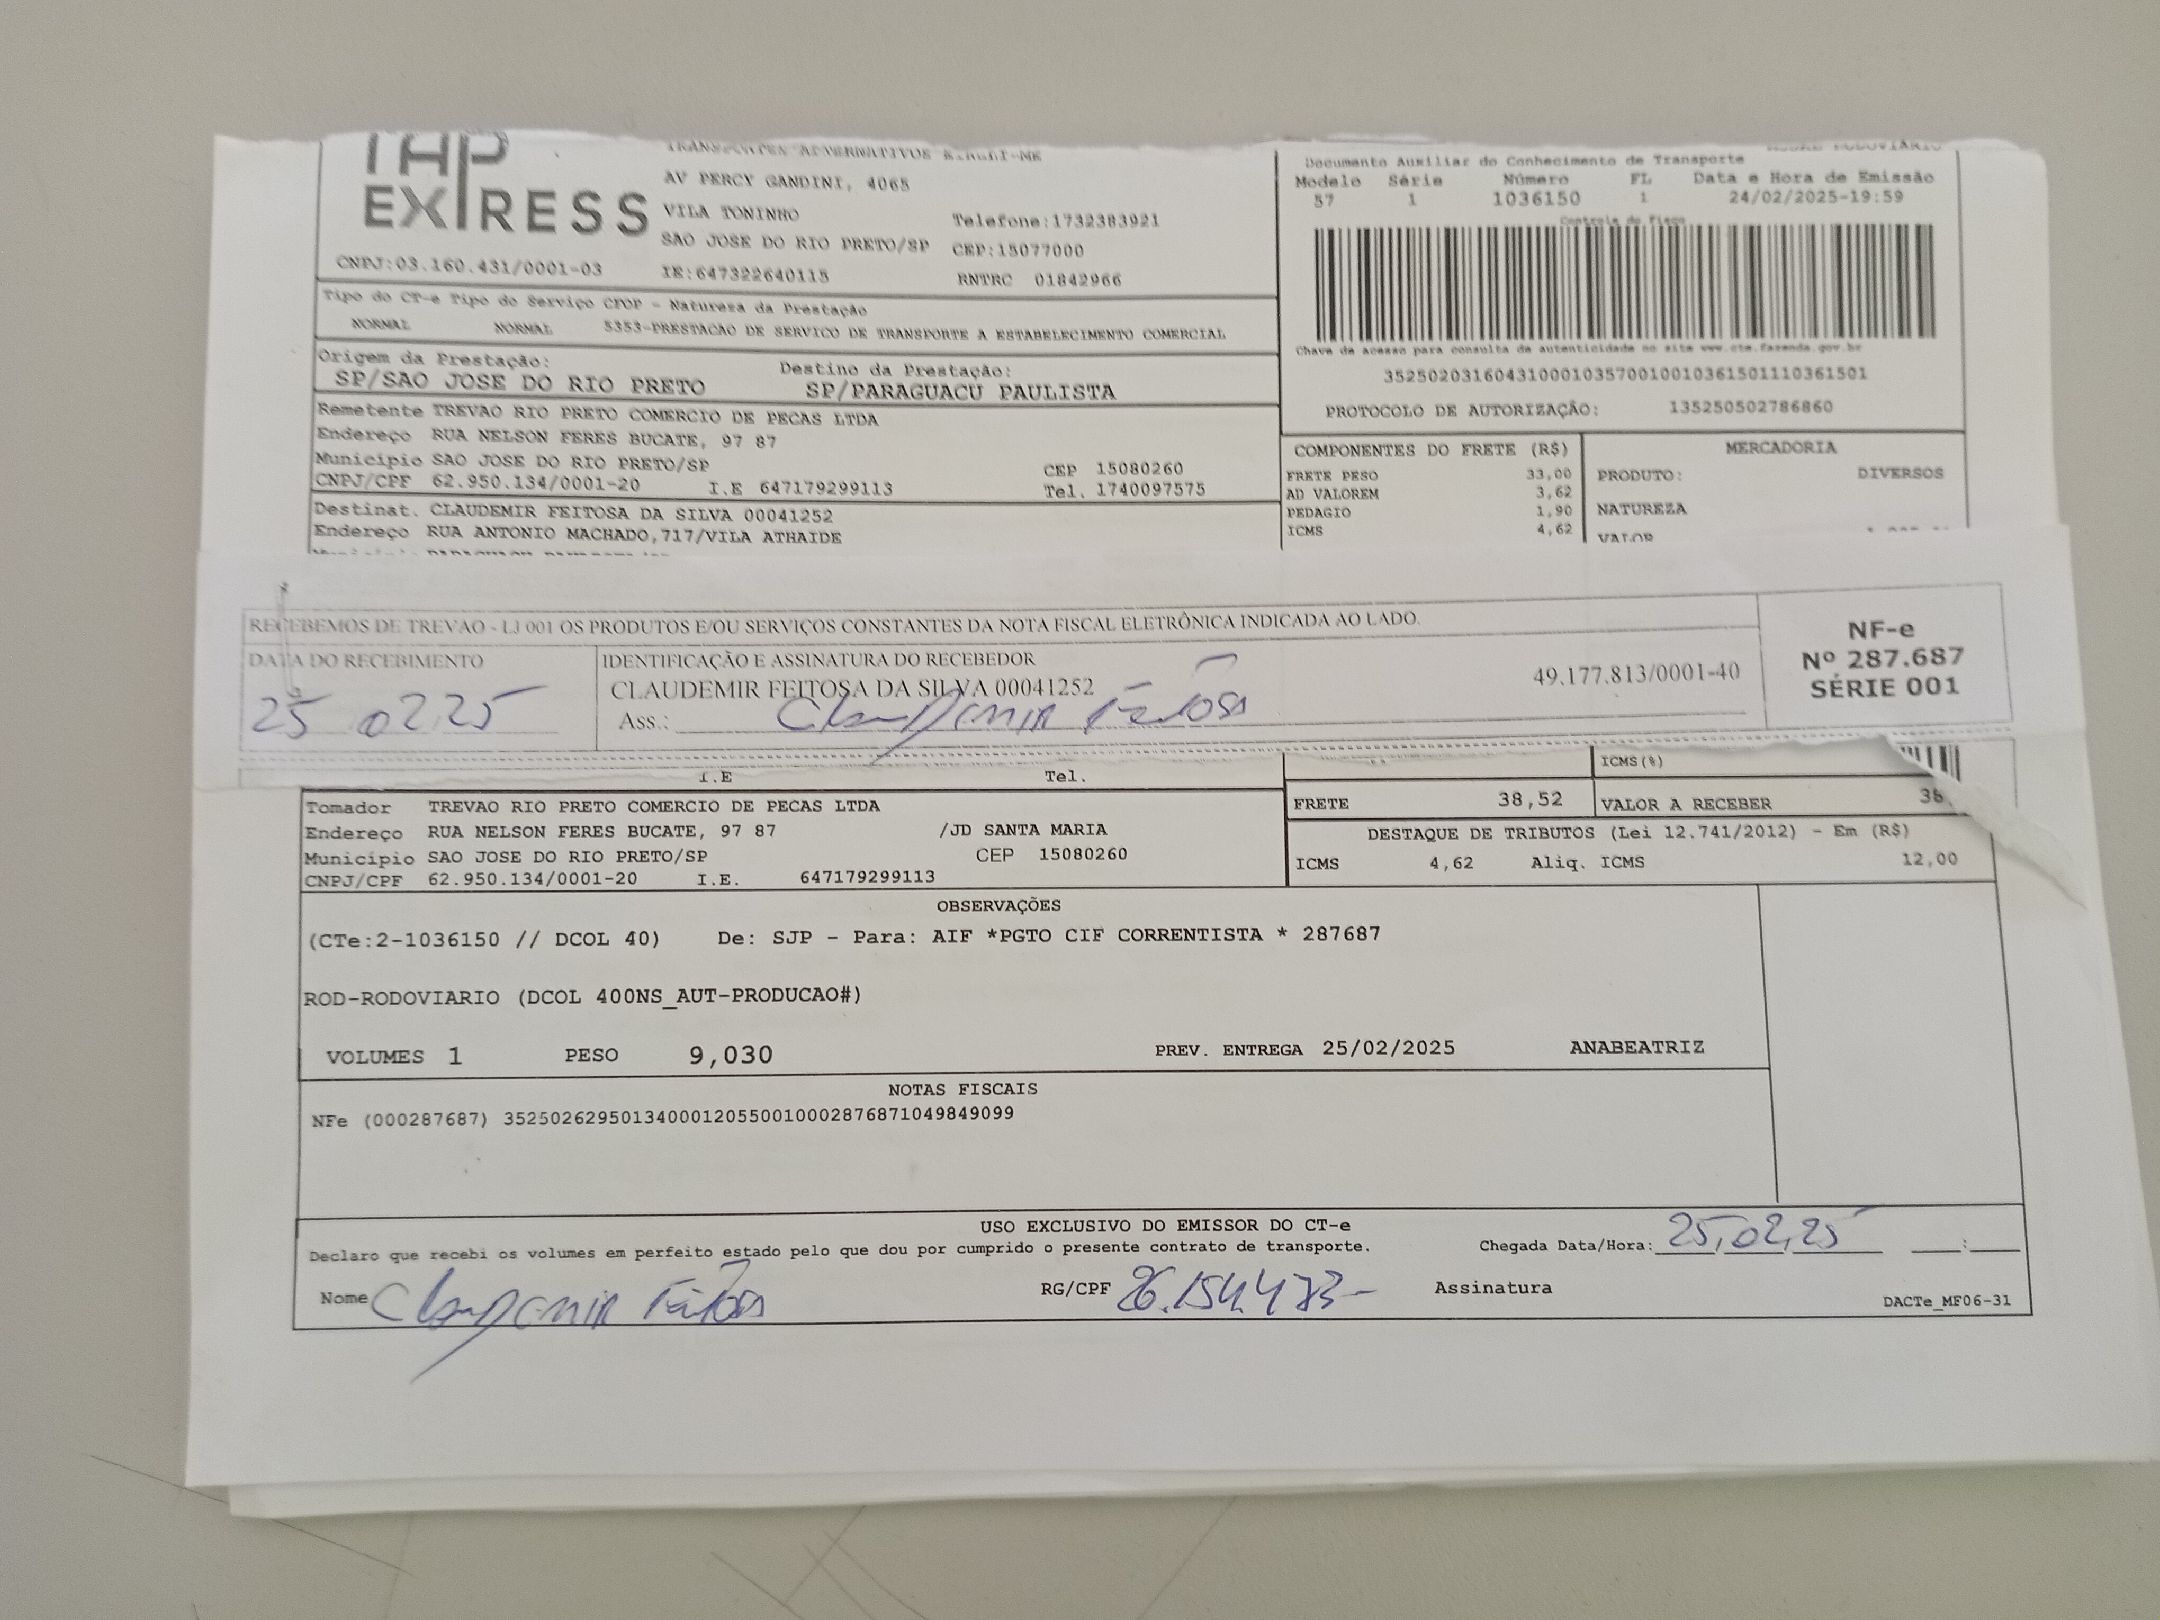 EXPRESS
AV PERCY GANDINI, 4065
VILA TONINHO Telefone:1732383921
SAO JOSE DO RIO PRETO/SP CEP:15077000
CNPJ:03.160.431/0001-03 IE:647322640115 RNTRC 01842966
Documento Auxiliar do Conhecimento de Transporte
Modelo Série Número FL Data e Hora de Emissão
57 1 1036150 1 24/02/2025-19:59
Controle do Fisco
Chave de acesso para consulta de autenticidade no site www.cte.fazenda.gov.br
35250203160431000103570010010361501110361501
PROTOCOLO DE AUTORIZAÇÃO: 135250502786860
Tipo do CT-e Tipo do Serviço CFOP - Natureza da Prestação
NORMAL NORMAL 5353-PRESTACAO DE SERVICO DE TRANSPORTE A ESTABELECIMENTO COMERCIAL
Origem da Prestação: Destino da Prestação:
SP/SAO JOSE DO RIO PRETO SP/PARAGUACU PAULISTA
Remetente TREVAO RIO PRETO COMERCIO DE PECAS LTDA
Endereço RUA NELSON FERES BUCATE, 97 87
Município SAO JOSE DO RIO PRETO/SP CEP 15080260
CNPJ/CPF 62.950.134/0001-20 I.E 647179299113 Tel. 1740097575
Destinat. CLAUDEMIR FEITOSA DA SILVA 00041252
Endereço RUA ANTONIO MACHADO,717/VILA ATHAIDE
COMPONENTES DO FRETE (R$) MERCADORIA
FRETE PESO 33,00 PRODUTO: DIVERSOS
AD VALOREM 3,62
PEDAGIO 1,90 NATUREZA
ICMS 4,62 VALOR
RECEBEMOS DE TREVAO - LJ 001 OS PRODUTOS E/OU SERVIÇOS CONSTANTES DA NOTA FISCAL ELETRÔNICA INDICADA AO LADO.
DATA DO RECEBIMENTO IDENTIFICAÇÃO E ASSINATURA DO RECEBEDOR
CLAUDEMIR FEITOSA DA SILVA 00041252 49.177.813/0001-40
25 02 25 Ass.: Claudemir Feitosa
NF-e
Nº 287.687
SÉRIE 001
I.E Tel.
ICMS(%)
Tomador TREVAO RIO PRETO COMERCIO DE PECAS LTDA
Endereço RUA NELSON FERES BUCATE, 97 87 /JD SANTA MARIA
Município SAO JOSE DO RIO PRETO/SP CEP 15080260
CNPJ/CPF 62.950.134/0001-20 I.E. 647179299113
FRETE 38,52 VALOR A RECEBER
DESTAQUE DE TRIBUTOS (Lei 12.741/2012) - Em (R$)
ICMS 4,62 Aliq. ICMS 12,00
OBSERVAÇÕES
(CTe:2-1036150 // DCOL 40) De: SJP - Para: AIF *PGTO CIF CORRENTISTA * 287687
ROD-RODOVIARIO (DCOL 400NS_AUT-PRODUCAO#)
VOLUMES 1 PESO 9,030 PREV. ENTREGA 25/02/2025 ANABEATRIZ
NOTAS FISCAIS
NFe (000287687) 35250262950134000120550010002876871049849099
USO EXCLUSIVO DO EMISSOR DO CT-e
Declaro que recebi os volumes em perfeito estado pelo que dou por cumprido o presente contrato de transporte. Chegada Data/Hora: 25,02,25 :
Nome Claudemir Feitosa RG/CPF 26.154.473- Assinatura
DACTe_MF06-31